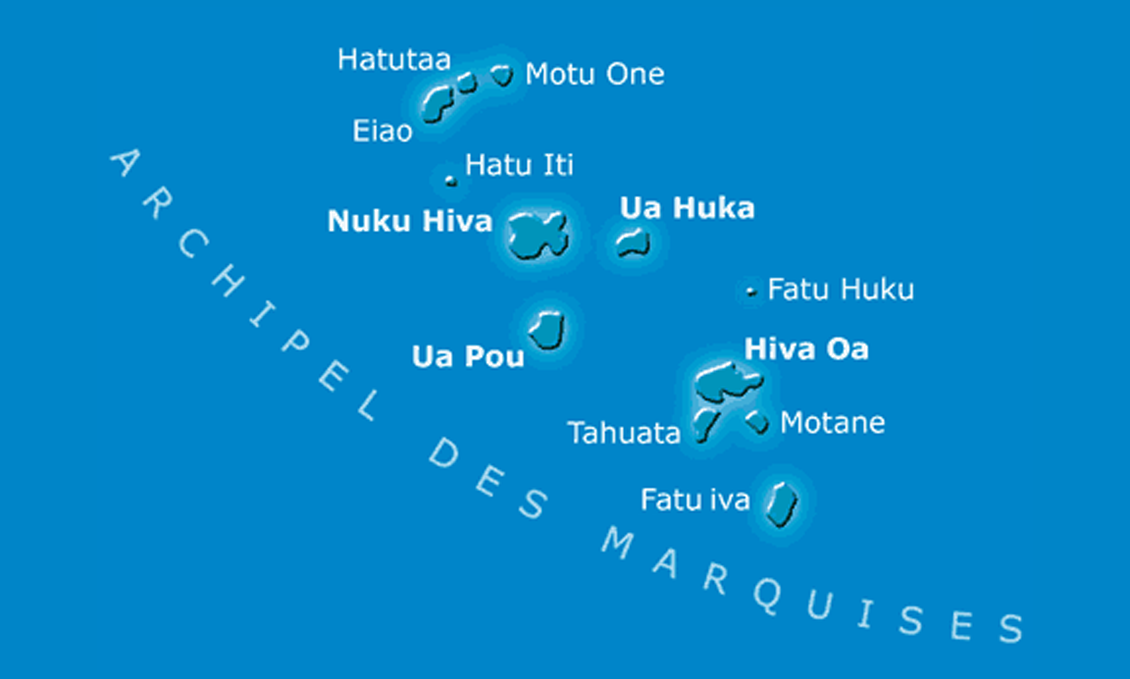 Hatutaa
Motu One
Eiao
Hatu Iti
Nuku Hiva
Ua Huka
Fatu Huku
Ua Pou
Hiva Oa
Tahuata
Motane
Fatu iva
ARCHIPEL DES MARQUISES